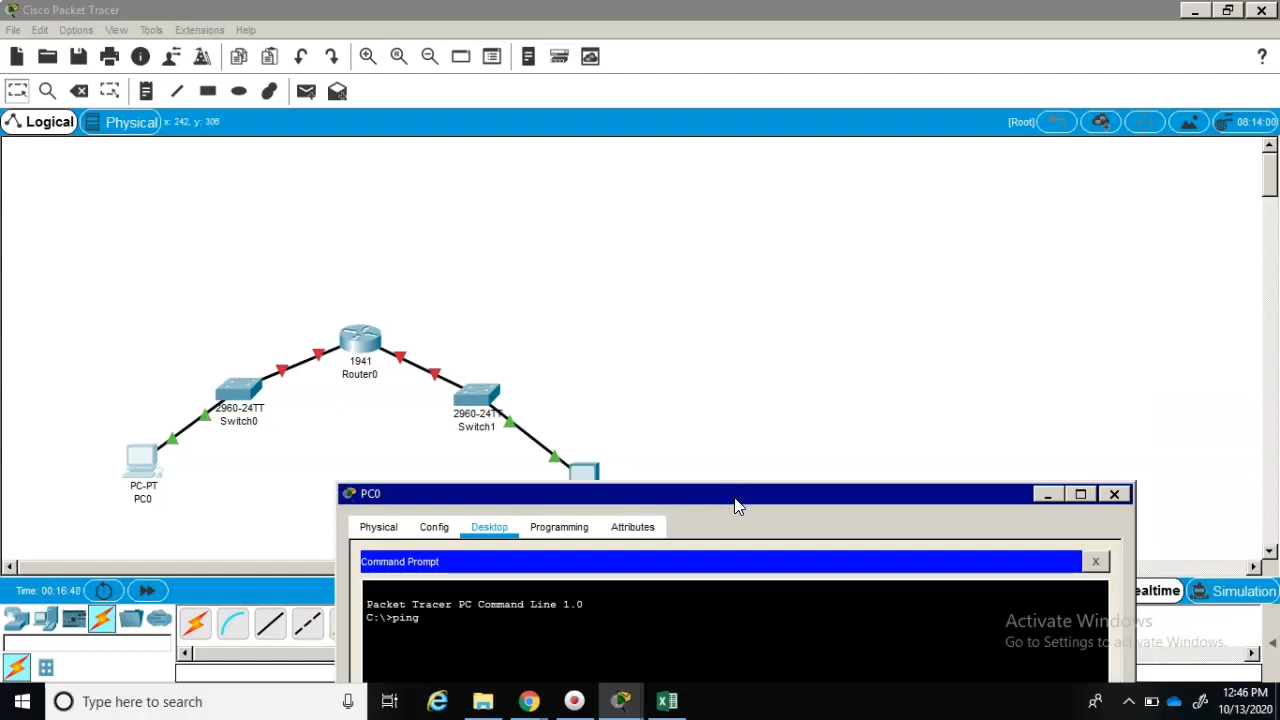 Cisco Packet Tracer
File Edit Options View Tools Extensions Help
?
Logical Physical x: 242, y: 306 [Root] 08:14:00
1941
Router0
2960-24TT
Switch0
2960-24TT
Switch1
PC-PT
PC0
PC0
Physical Config Desktop Programming Attributes
Command Prompt
X
Packet Tracer PC Command Line 1.0
C:\>ping
Time: 00:16:48
ealtime Simulation
Activate Windows
Go to Settings to activate Windows.
Type here to search
12:46 PM
10/13/2020